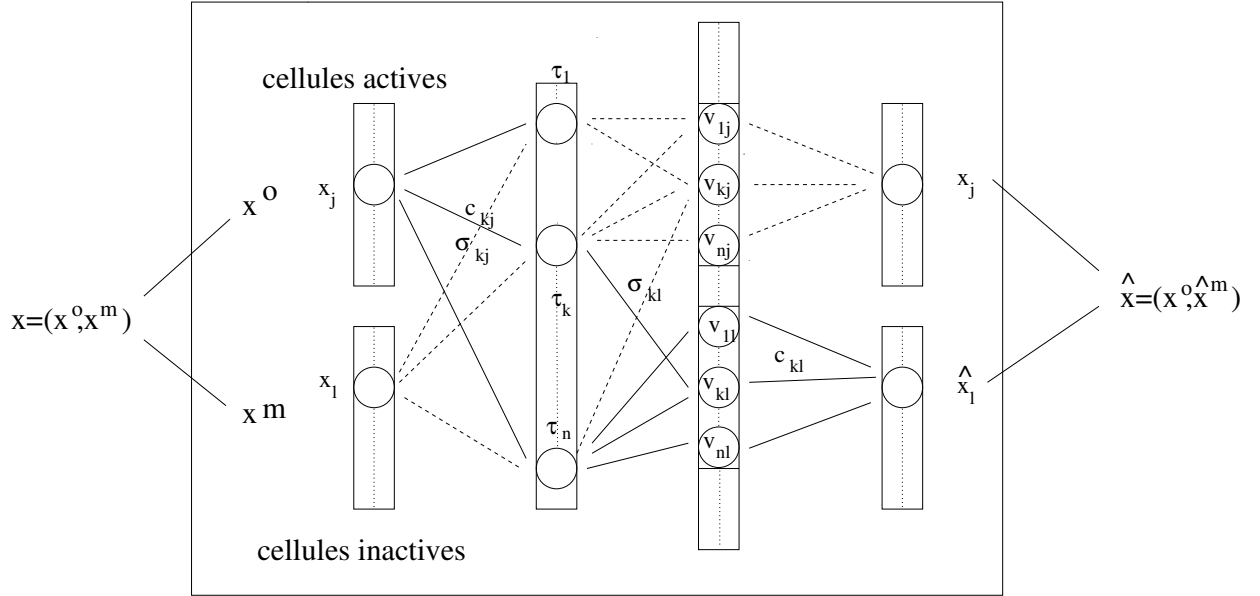 cellules actives
τ1
v1j
xj
xo
ckj
σkj
vkj
xj
vnj
σkl
x=(xo,xm)
τk
v1l
x̂=(xo,x̂m)
ckl
xl
vkl
x̂l
xm
τn
vnl
cellules inactives